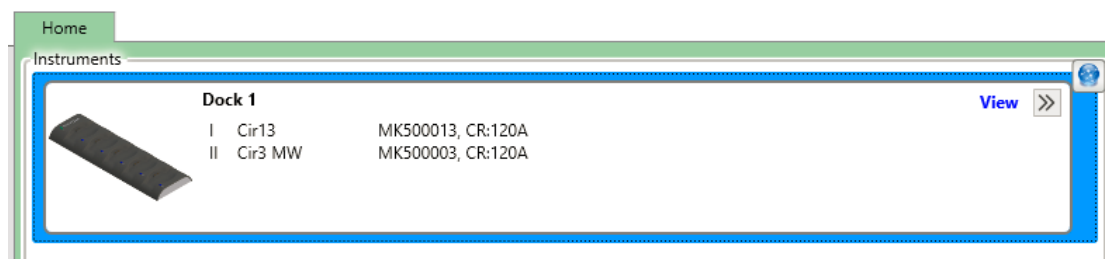 Home
Instruments
Dock 1
View
I Cir13 MK500013, CR:120A
II Cir3 MW MK500003, CR:120A